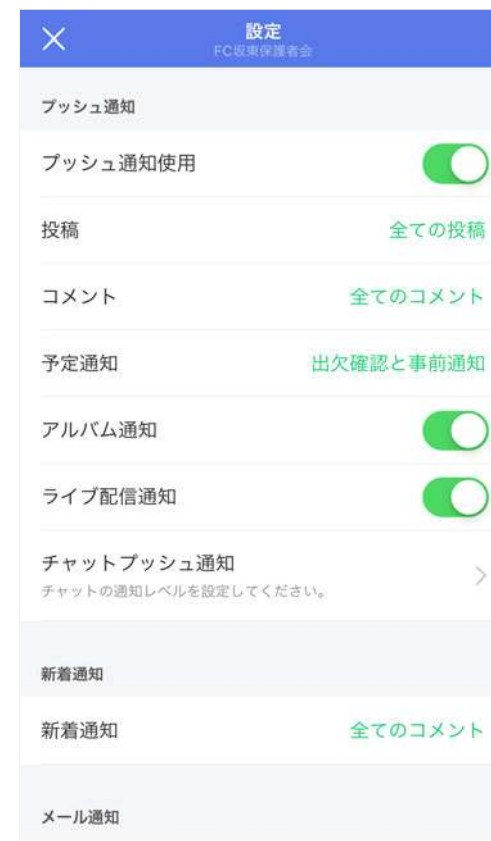 設定
FC坂東保護者会
プッシュ通知
プッシュ通知使用
投稿 全ての投稿
コメント 全てのコメント
予定通知 出欠確認と事前通知
アルバム通知
ライブ配信通知
チャットプッシュ通知
チャットの通知レベルを設定してください。
新着通知
新着通知 全てのコメント
メール通知